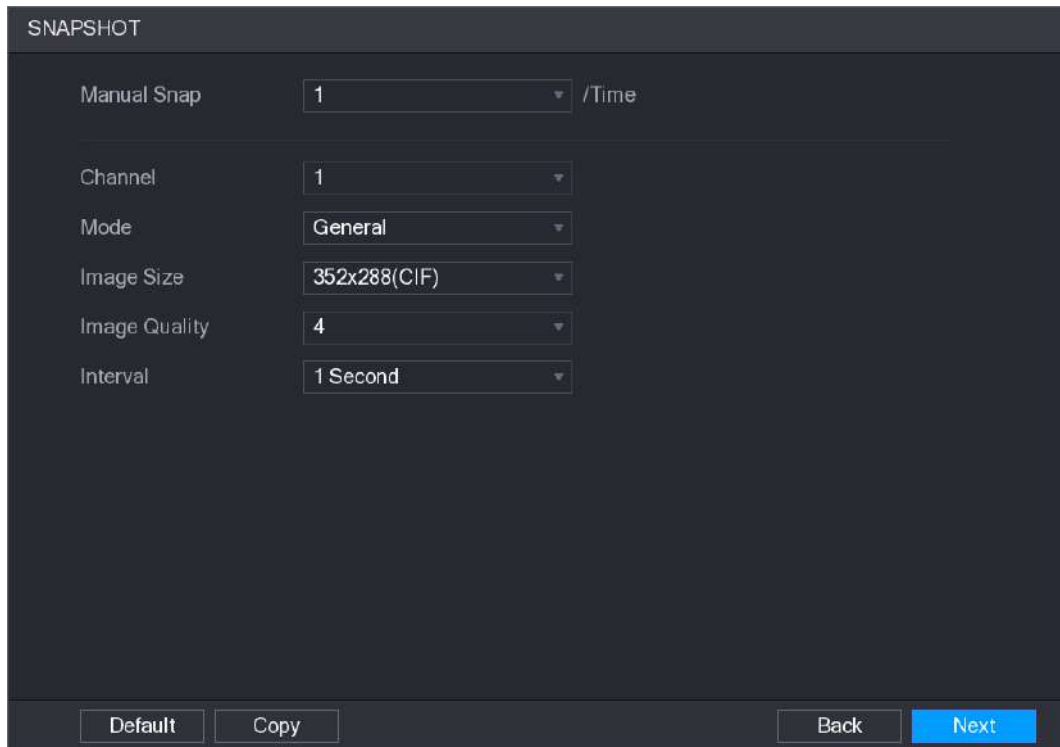 SNAPSHOT
Manual Snap 1 /Time
Channel 1
Mode General
Image Size 352x288(CIF)
Image Quality 4
Interval 1 Second
Default Copy Back Next